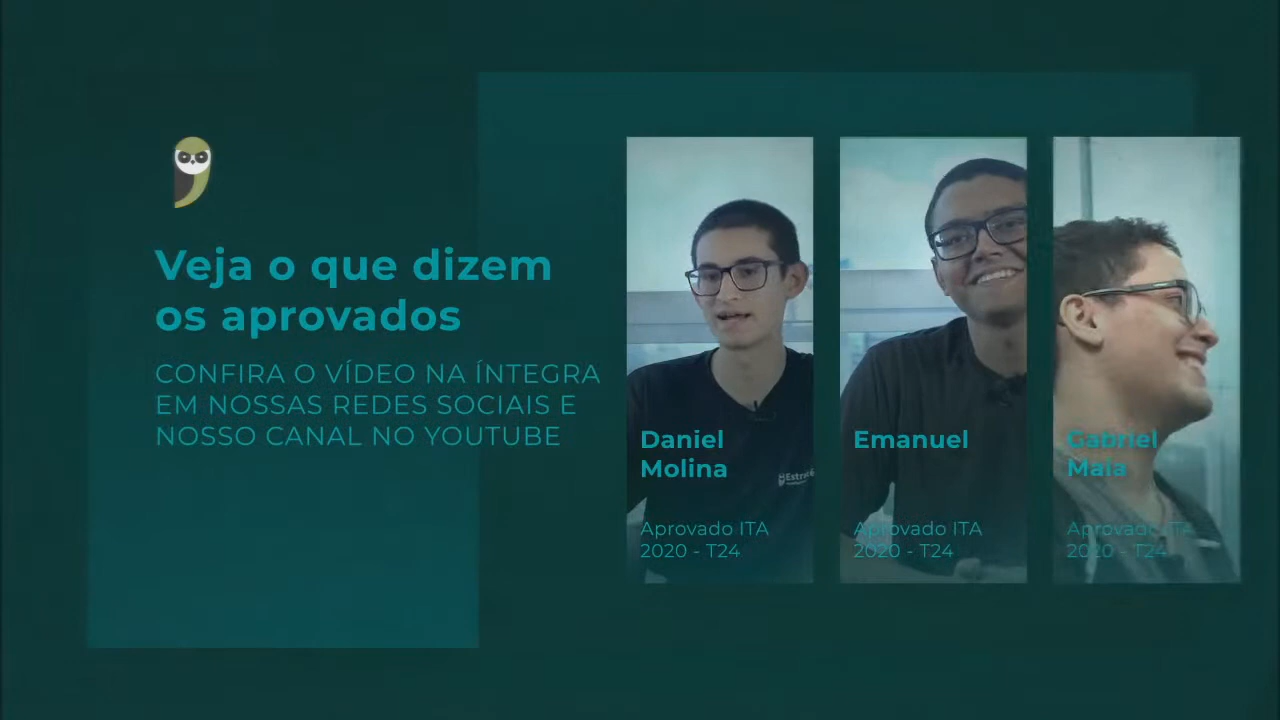 Veja o que dizem
os aprovados
CONFIRA O VÍDEO NA ÍNTEGRA
EM NOSSAS REDES SOCIAIS E
NOSSO CANAL NO YOUTUBE
Daniel
Molina
Aprovado ITA
2020 - T24
Emanuel
Aprovado ITA
2020 - T24
Gabriel
Maia
Aprovado ITA
2020 - T24